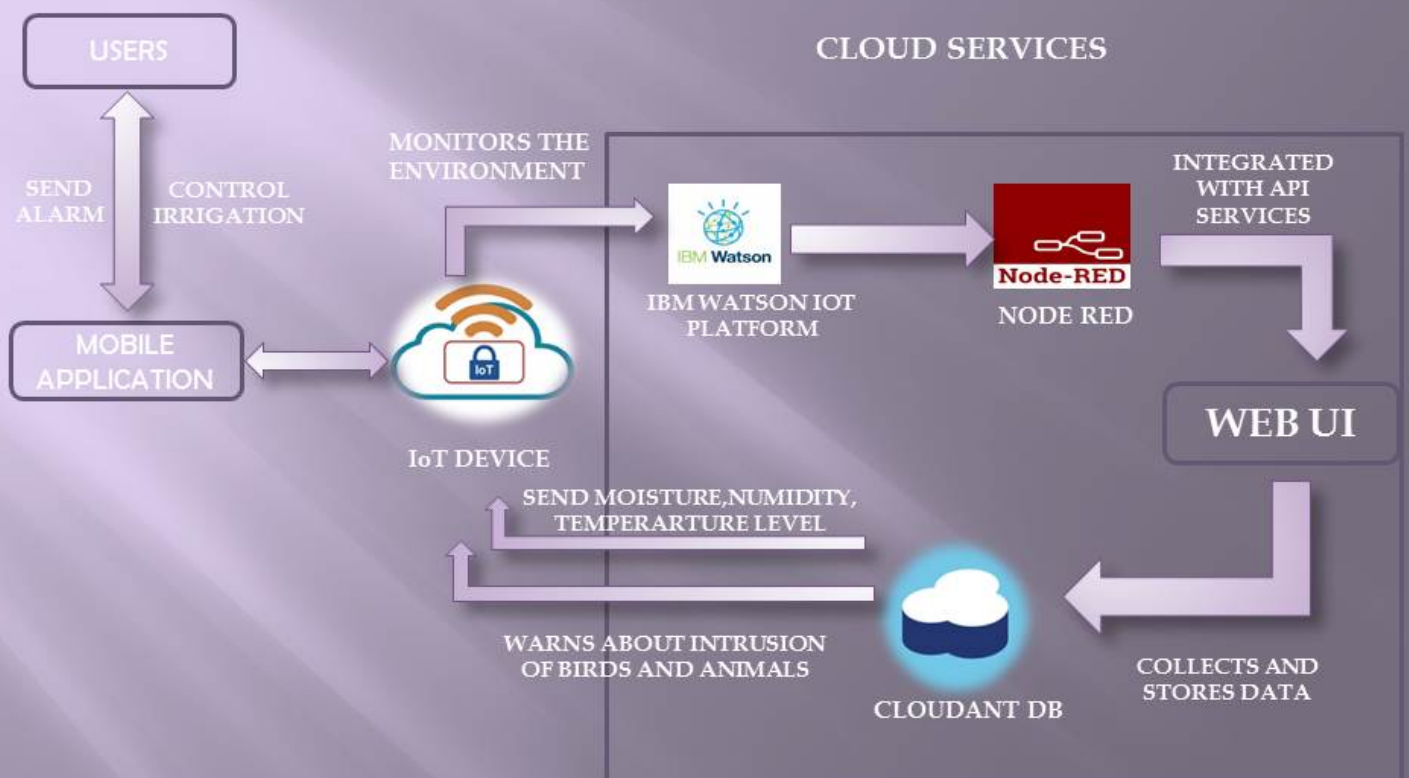 USERS
CLOUD SERVICES
SEND
ALARM
CONTROL
IRRIGATION
MONITORS THE
ENVIRONMENT
INTEGRATED
WITH API
SERVICES
IBM Watson
IBM WATSON IOT
PLATFORM
Node-RED
NODE RED
MOBILE
APPLICATION
IoT
IoT DEVICE
WEB UI
SEND MOISTURE,NUMIDITY,
TEMPERARTURE LEVEL
WARNS ABOUT INTRUSION
OF BIRDS AND ANIMALS
CLOUDANT DB
COLLECTS AND
STORES DATA